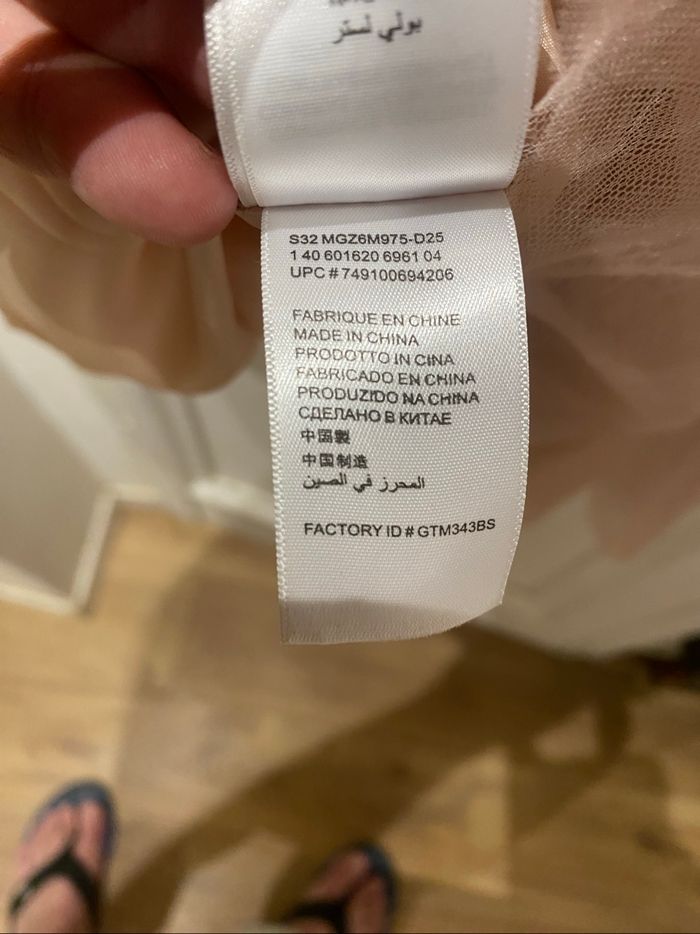 بولي لستر
S32 MGZ6M975-D25
1 40 601620 6961 04
UPC # 749100694206
FABRIQUE EN CHINE
MADE IN CHINA
PRODOTTO IN CINA
FABRICADO EN CHINA
PRODUZIDO NA CHINA
СДЕЛАНО В КИТАЕ
中国製
中国制造
المحرز في الصين
FACTORY ID # GTM343BS